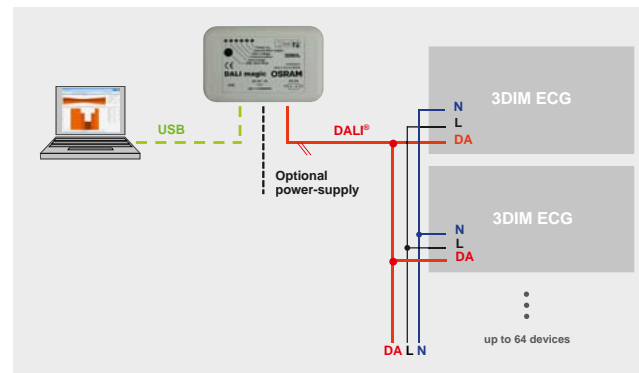 DALI magic OSRAM
USB
DALI®
Optional
power-supply
N
L
DA
3DIM ECG
N
L
DA
3DIM ECG
up to 64 devices
DA L N